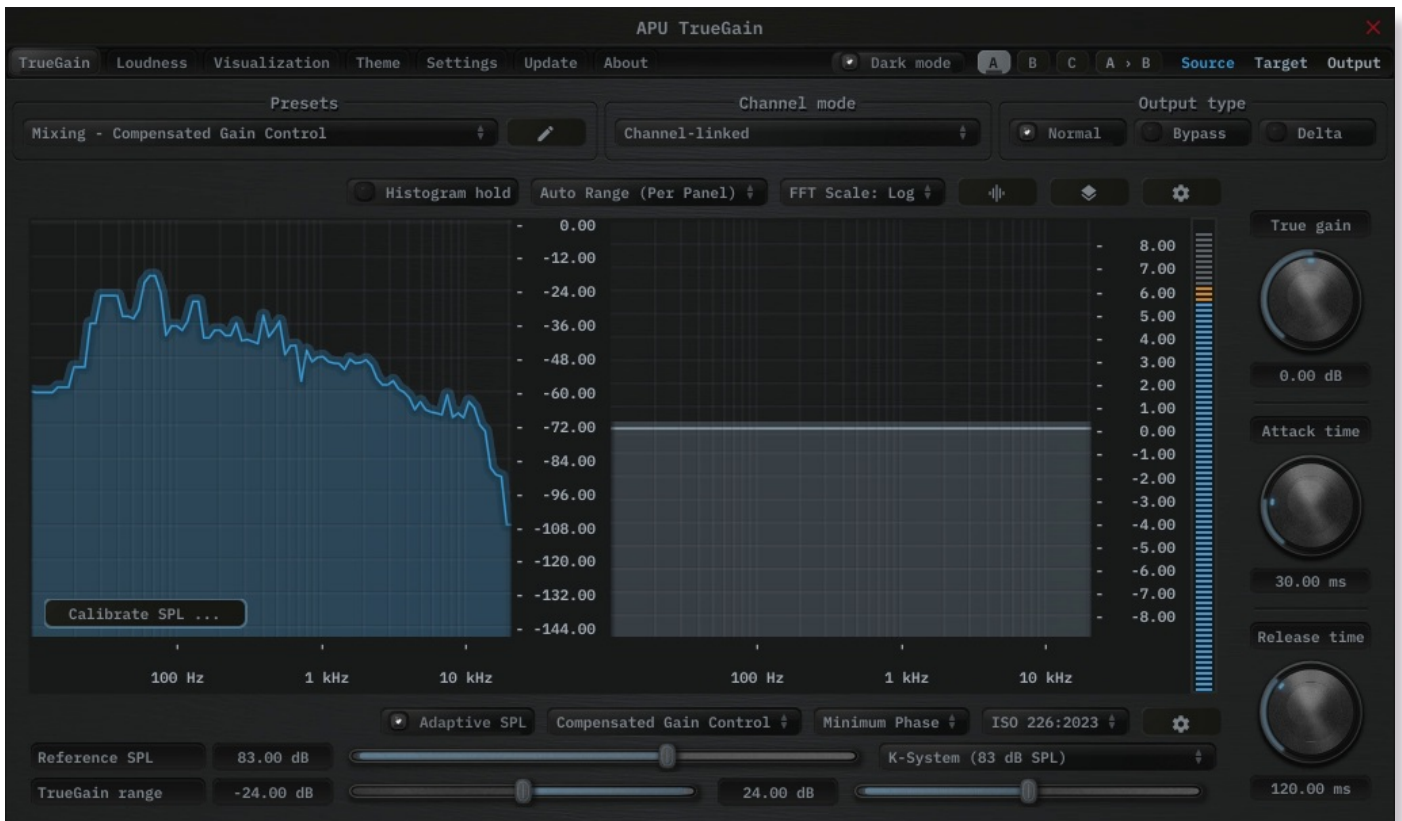 APU TrueGain
TrueGain Loudness Visualization Theme Settings Update About Dark mode A B C A › B Source Target Output
Presets Channel mode Output type
Mixing - Compensated Gain Control Channel-linked Normal Bypass Delta
Histogram hold Auto Range (Per Panel) FFT Scale: Log
True gain
0.00 dB
Attack time
30.00 ms
Release time
120.00 ms
- 0.00
- -12.00
- -24.00
- -36.00
- -48.00
- -60.00
- -72.00
- -84.00
- -96.00
- -108.00
- -120.00
- -132.00
- -144.00
- 8.00
- 7.00
- 6.00
- 5.00
- 4.00
- 3.00
- 2.00
- 1.00
- 0.00
- -1.00
- -2.00
- -3.00
- -4.00
- -5.00
- -6.00
- -7.00
- -8.00
Calibrate SPL ...
100 Hz 1 kHz 10 kHz 100 Hz 1 kHz 10 kHz
Adaptive SPL Compensated Gain Control Minimum Phase ISO 226:2023
Reference SPL 83.00 dB K-System (83 dB SPL)
TrueGain range -24.00 dB 24.00 dB